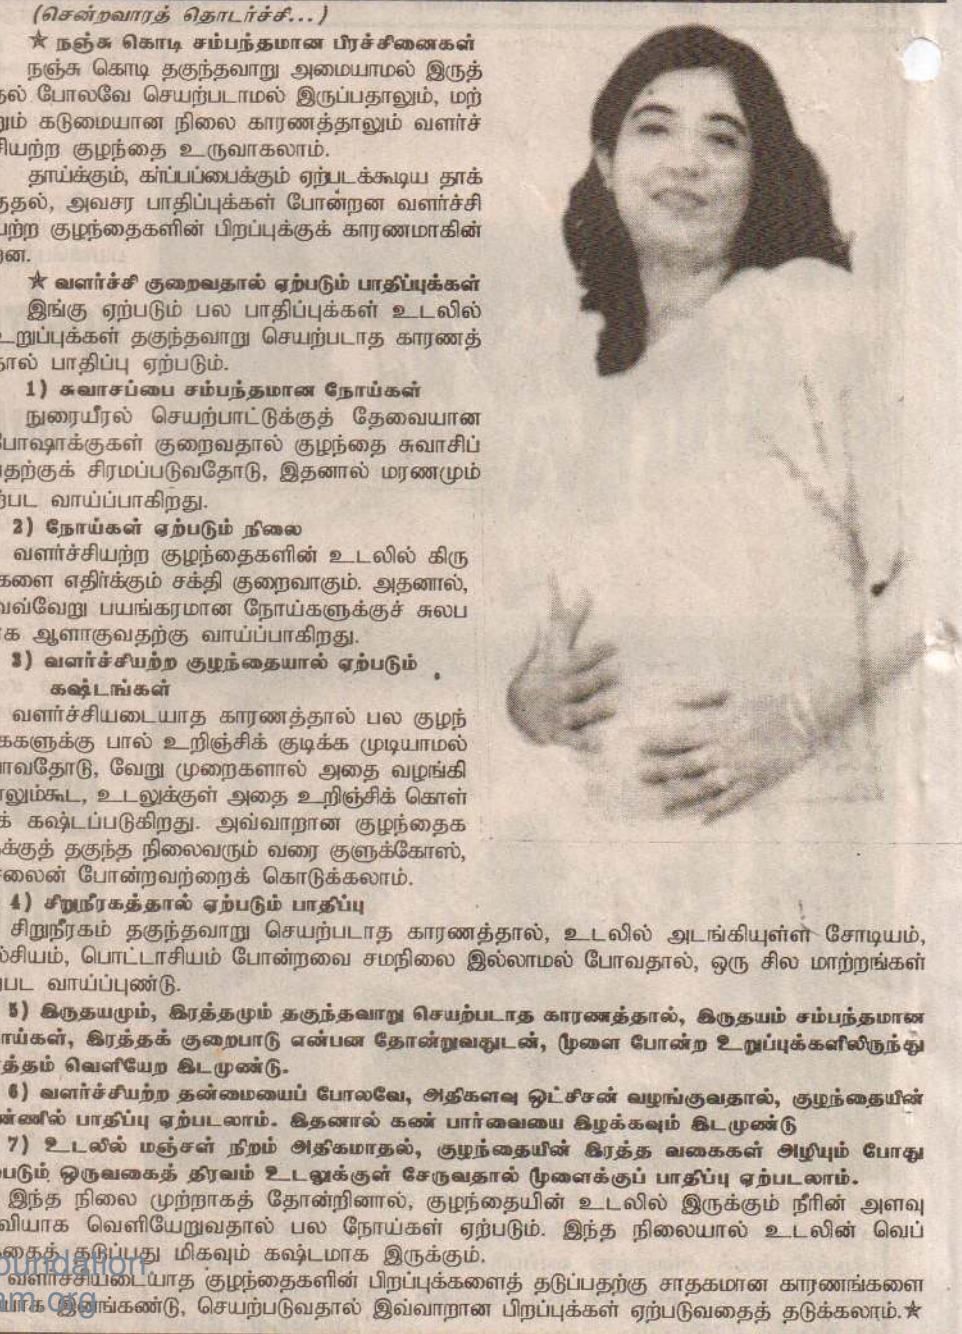 (சென்றவாரத் தொடர்ச்சி...)
★ நஞ்சு கொடி சம்பந்தமான பிரச்சினைகள்
நஞ்சு கொடி தகுந்தவாறு அமையாமல் இருத்
தல் போலவே செயற்படாமல் இருப்பதாலும், மற்
றும் கடுமையான நிலை காரணத்தாலும் வளர்ச்
சியற்ற குழந்தை உருவாகலாம்.
தாய்க்கும், கர்ப்பப்பைக்கும் ஏற்படக்கூடிய தாக்
குதல், அவசர பாதிப்புக்கள் போன்றன வளர்ச்சி
யற்ற குழந்தைகளின் பிறப்புக்குக் காரணமாகின்
றன.
★ வளர்ச்சி குறைவதால் ஏற்படும் பாதிப்புக்கள்
இங்கு ஏற்படும் பல பாதிப்புக்கள் உடலில்
உறுப்புக்கள் தகுந்தவாறு செயற்படாத காரணத்
தால் பாதிப்பு ஏற்படும்.
1) சுவாசப்பை சம்பந்தமான நோய்கள்
நுரையீரல் செயற்பாட்டுக்குத் தேவையான
போஷாக்குகள் குறைவதால் குழந்தை சுவாசிப்
பதற்குக் சிரமப்படுவதோடு, இதனால் மரணமும்
ற்பட வாய்ப்பாகிறது.
2) நோய்கள் ஏற்படும் நிலை
வளர்ச்சியற்ற குழந்தைகளின் உடலில் கிரு
களை எதிர்க்கும் சக்தி குறைவாகும். அதனால்,
வெவ்வேறு பயங்கரமான நோய்களுக்குச் சுலப
ாக ஆளாகுவதற்கு வாய்ப்பாகிறது.
3) வளர்ச்சியற்ற குழந்தையால் ஏற்படும்
கஷ்டங்கள்
வளர்ச்சியடையாத காரணத்தால் பல குழந்
தைகளுக்கு பால் உறிஞ்சிக் குடிக்க முடியாமல்
போவதோடு, வேறு முறைகளால் அதை வழங்கி
னாலும்கூட, உடலுக்குள் அதை உறிஞ்சிக் கொள்
ளக் கஷ்டப்படுகிறது. அவ்வாறான குழந்தைக
ளுக்குத் தகுந்த நிலைவரும் வரை குளுக்கோஸ்,
சேலைன் போன்றவற்றைக் கொடுக்கலாம்.
4) சிறுநீரகத்தால் ஏற்படும் பாதிப்பு
சிறுநீரகம் தகுந்தவாறு செயற்படாத காரணத்தால், உடலில் அடங்கியுள்ள சோடியம்,
ல்சியம், பொட்டாசியம் போன்றவை சமநிலை இல்லாமல் போவதால், ஒரு சில மாற்றங்கள்
ற்பட வாய்ப்புண்டு.
5) இருதயமும், இரத்தமும் தகுந்தவாறு செயற்படாத காரணத்தால், இருதயம் சம்பந்தமான
நோய்கள், இரத்தக் குறைபாடு என்பன தோன்றுவதுடன், மூளை போன்ற உறுப்புக்களிலிருந்து
ரத்தம் வெளியேற இடமுண்டு.
6) வளர்ச்சியற்ற தன்மையைப் போலவே, அதிகளவு ஒட்சிசன் வழங்குவதால், குழந்தையின்
ண்ணில் பாதிப்பு ஏற்படலாம். இதனால் கண் பார்வையை இழக்கவும் இடமுண்டு
7) உடலில் மஞ்சள் நிறம் அதிகமாதல், குழந்தையின் இரத்த வகைகள் அழியும் போது
ற்படும் ஒருவகைத் திரவம் உடலுக்குள் சேருவதால் மூளைக்குப் பாதிப்பு ஏற்படலாம்.
இந்த நிலை முற்றாகத் தோன்றினால், குழந்தையின் உடலில் இருக்கும் நீரின் அளவு
வியாக வெளியேறுவதால் பல நோய்கள் ஏற்படும். இந்த நிலையால் உடலின் வெப்
தைத் தடுப்பது மிகவும் கஷ்டமாக இருக்கும்.
வளர்ச்சியடையாத குழந்தைகளின் பிறப்புக்களைத் தடுப்பதற்கு சாதகமான காரணங்களை
யாக இனங்கண்டு, செயற்படுவதால் இவ்வாறான பிறப்புக்கள் ஏற்படுவதைத் தடுக்கலாம்.★
oundation
am.org